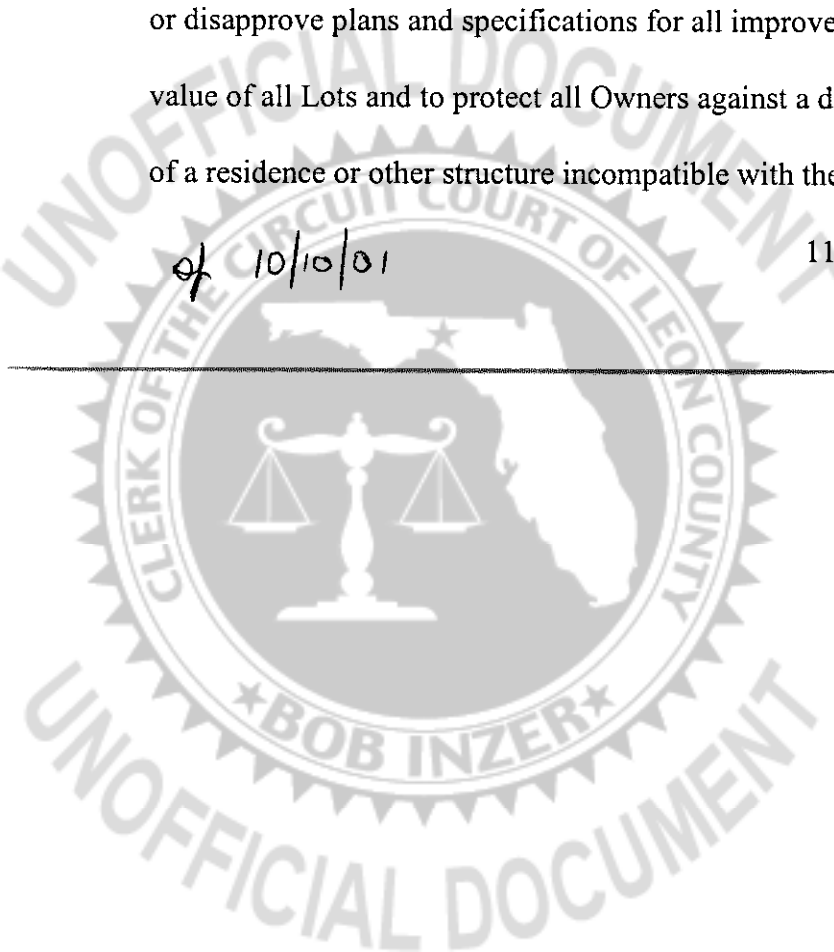 or disapprove plans and specifications for all improve
value of all Lots and to protect all Owners against a d
of a residence or other structure incompatible with the
10/10/01
11
UNOFFICIAL DOCUMENT
CLERK OF THE CIRCUIT COURT OF LEON COUNTY
★BOB INZER★
UNOFFICIAL DOCUMENT